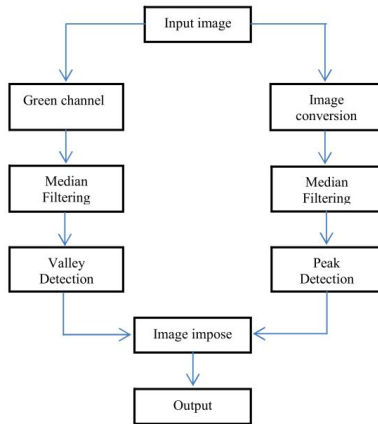 Input image
Green channel
Image
conversion
Median
Filtering
Median
Filtering
Valley
Detection
Peak
Detection
Image impose
Output